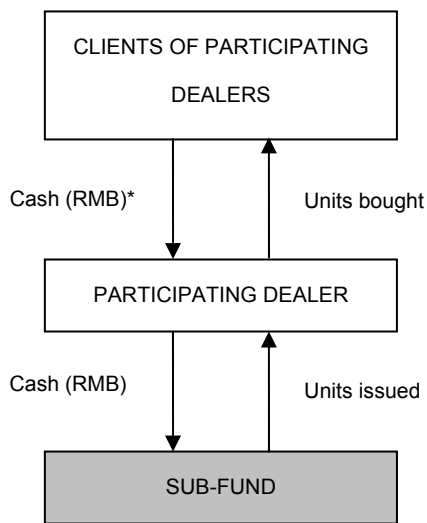 CLIENTS OF PARTICIPATING
DEALERS
Cash (RMB)*
Units bought
PARTICIPATING DEALER
Cash (RMB)
Units issued
SUB-FUND